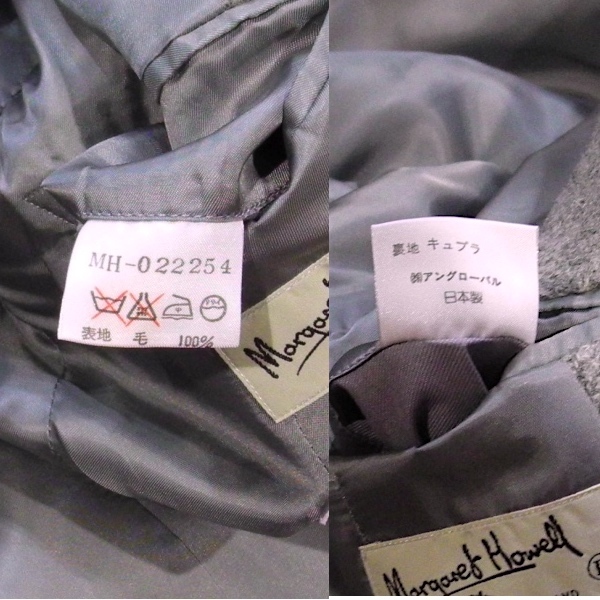 MH-022254
表地 毛 100%
Margaret
裏地 キュプラ
㈱アングローバル
日本製
Margaret Howell